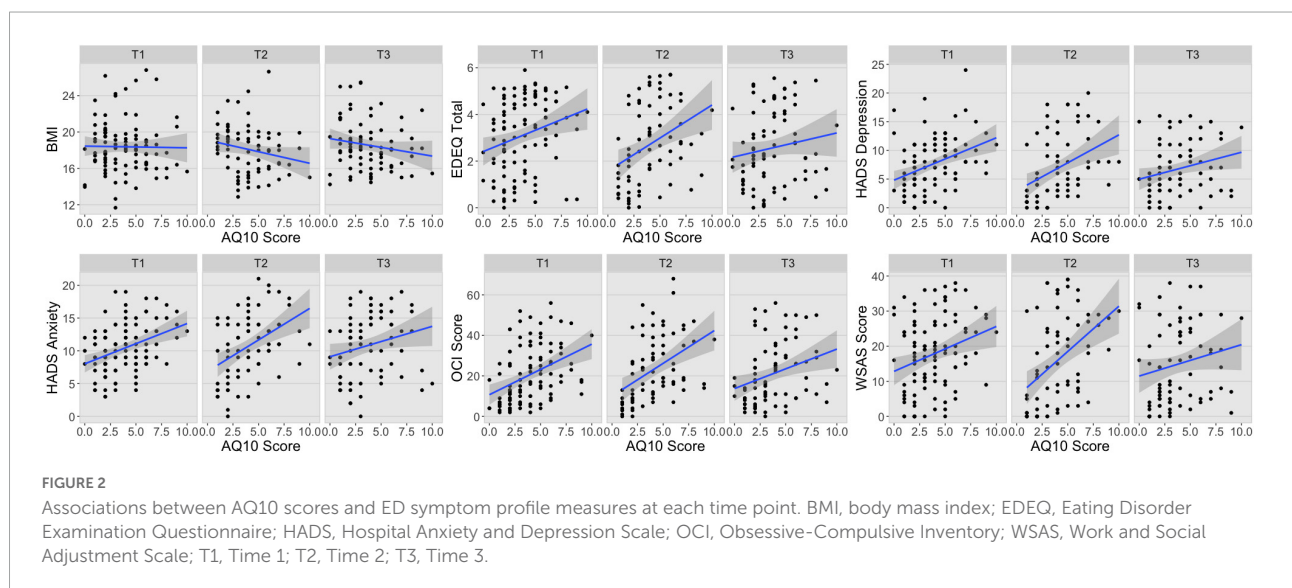 T1 T2 T3
BMI
24
20
16
12
0.0 2.5 5.0 7.5 10.0 0.0 2.5 5.0 7.5 10.0 0.0 2.5 5.0 7.5 10.0
AQ10 Score
T1 T2 T3
EDEQ Total
6
4
2
0
0.0 2.5 5.0 7.5 10.0 0.0 2.5 5.0 7.5 10.0 0.0 2.5 5.0 7.5 10.0
AQ10 Score
T1 T2 T3
HADS Depression
25
20
15
10
5
0
0.0 2.5 5.0 7.5 10.0 0.0 2.5 5.0 7.5 10.0 0.0 2.5 5.0 7.5 10.0
AQ10 Score
T1 T2 T3
HADS Anxiety
20
15
10
5
0
0.0 2.5 5.0 7.5 10.0 0.0 2.5 5.0 7.5 10.0 0.0 2.5 5.0 7.5 10.0
AQ10 Score
T1 T2 T3
OCI Score
60
40
20
0
0.0 2.5 5.0 7.5 10.0 0.0 2.5 5.0 7.5 10.0 0.0 2.5 5.0 7.5 10.0
AQ10 Score
T1 T2 T3
WSAS Score
40
30
20
10
0
0.0 2.5 5.0 7.5 10.0 0.0 2.5 5.0 7.5 10.0 0.0 2.5 5.0 7.5 10.0
AQ10 Score
FIGURE 2
Associations between AQ10 scores and ED symptom profile measures at each time point. BMI, body mass index; EDEQ, Eating Disorder
Examination Questionnaire; HADS, Hospital Anxiety and Depression Scale; OCI, Obsessive-Compulsive Inventory; WSAS, Work and Social
Adjustment Scale; T1, Time 1; T2, Time 2; T3, Time 3.